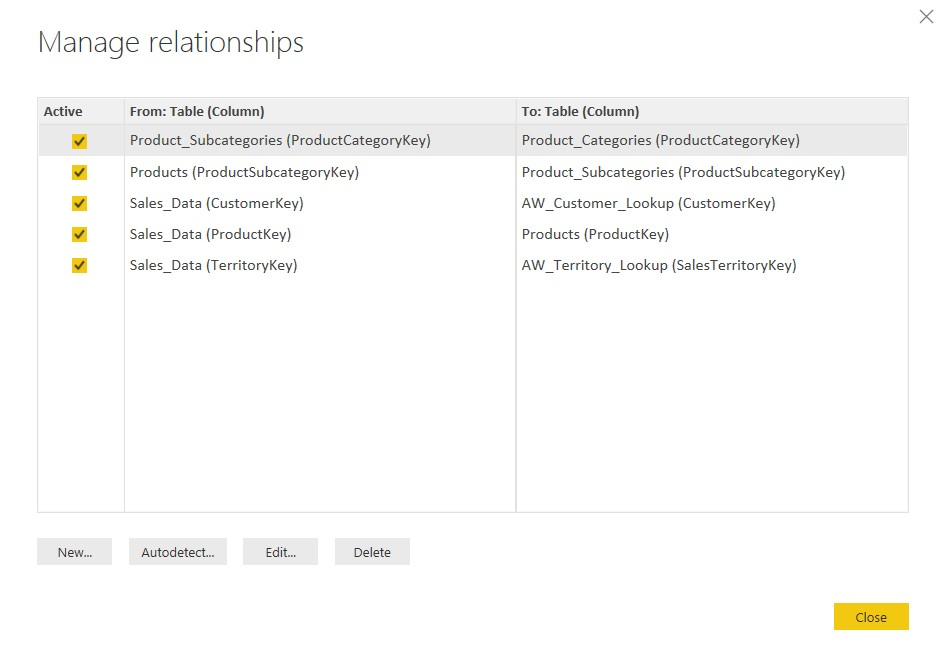 Manage relationships
Active From: Table (Column) To: Table (Column)
Product_Subcategories (ProductCategoryKey) Product_Categories (ProductCategoryKey)
Products (ProductSubcategoryKey) Product_Subcategories (ProductSubcategoryKey)
Sales_Data (CustomerKey) AW_Customer_Lookup (CustomerKey)
Sales_Data (ProductKey) Products (ProductKey)
Sales_Data (TerritoryKey) AW_Territory_Lookup (SalesTerritoryKey)
New... Autodetect... Edit... Delete
Close